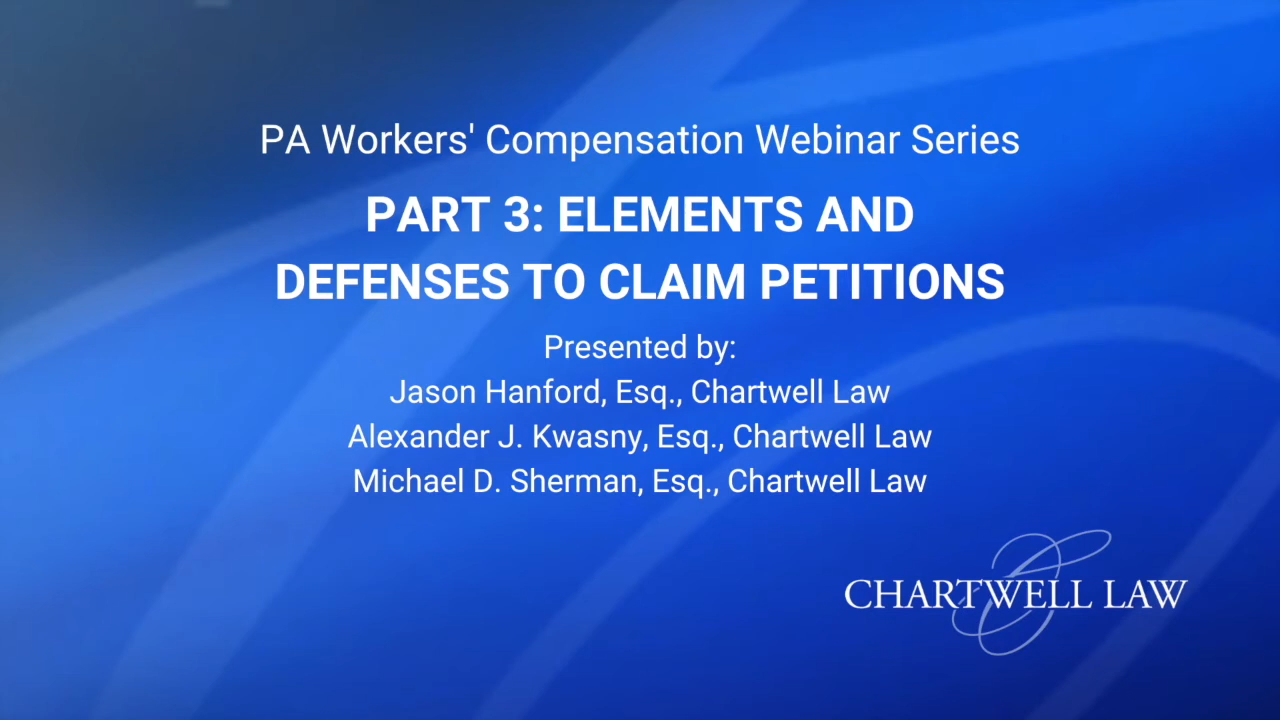 PA Workers' Compensation Webinar Series
PART 3: ELEMENTS AND
DEFENSES TO CLAIM PETITIONS
Presented by:
Jason Hanford, Esq., Chartwell Law
Alexander J. Kwasny, Esq., Chartwell Law
Michael D. Sherman, Esq., Chartwell Law
CHARTWELL LAW